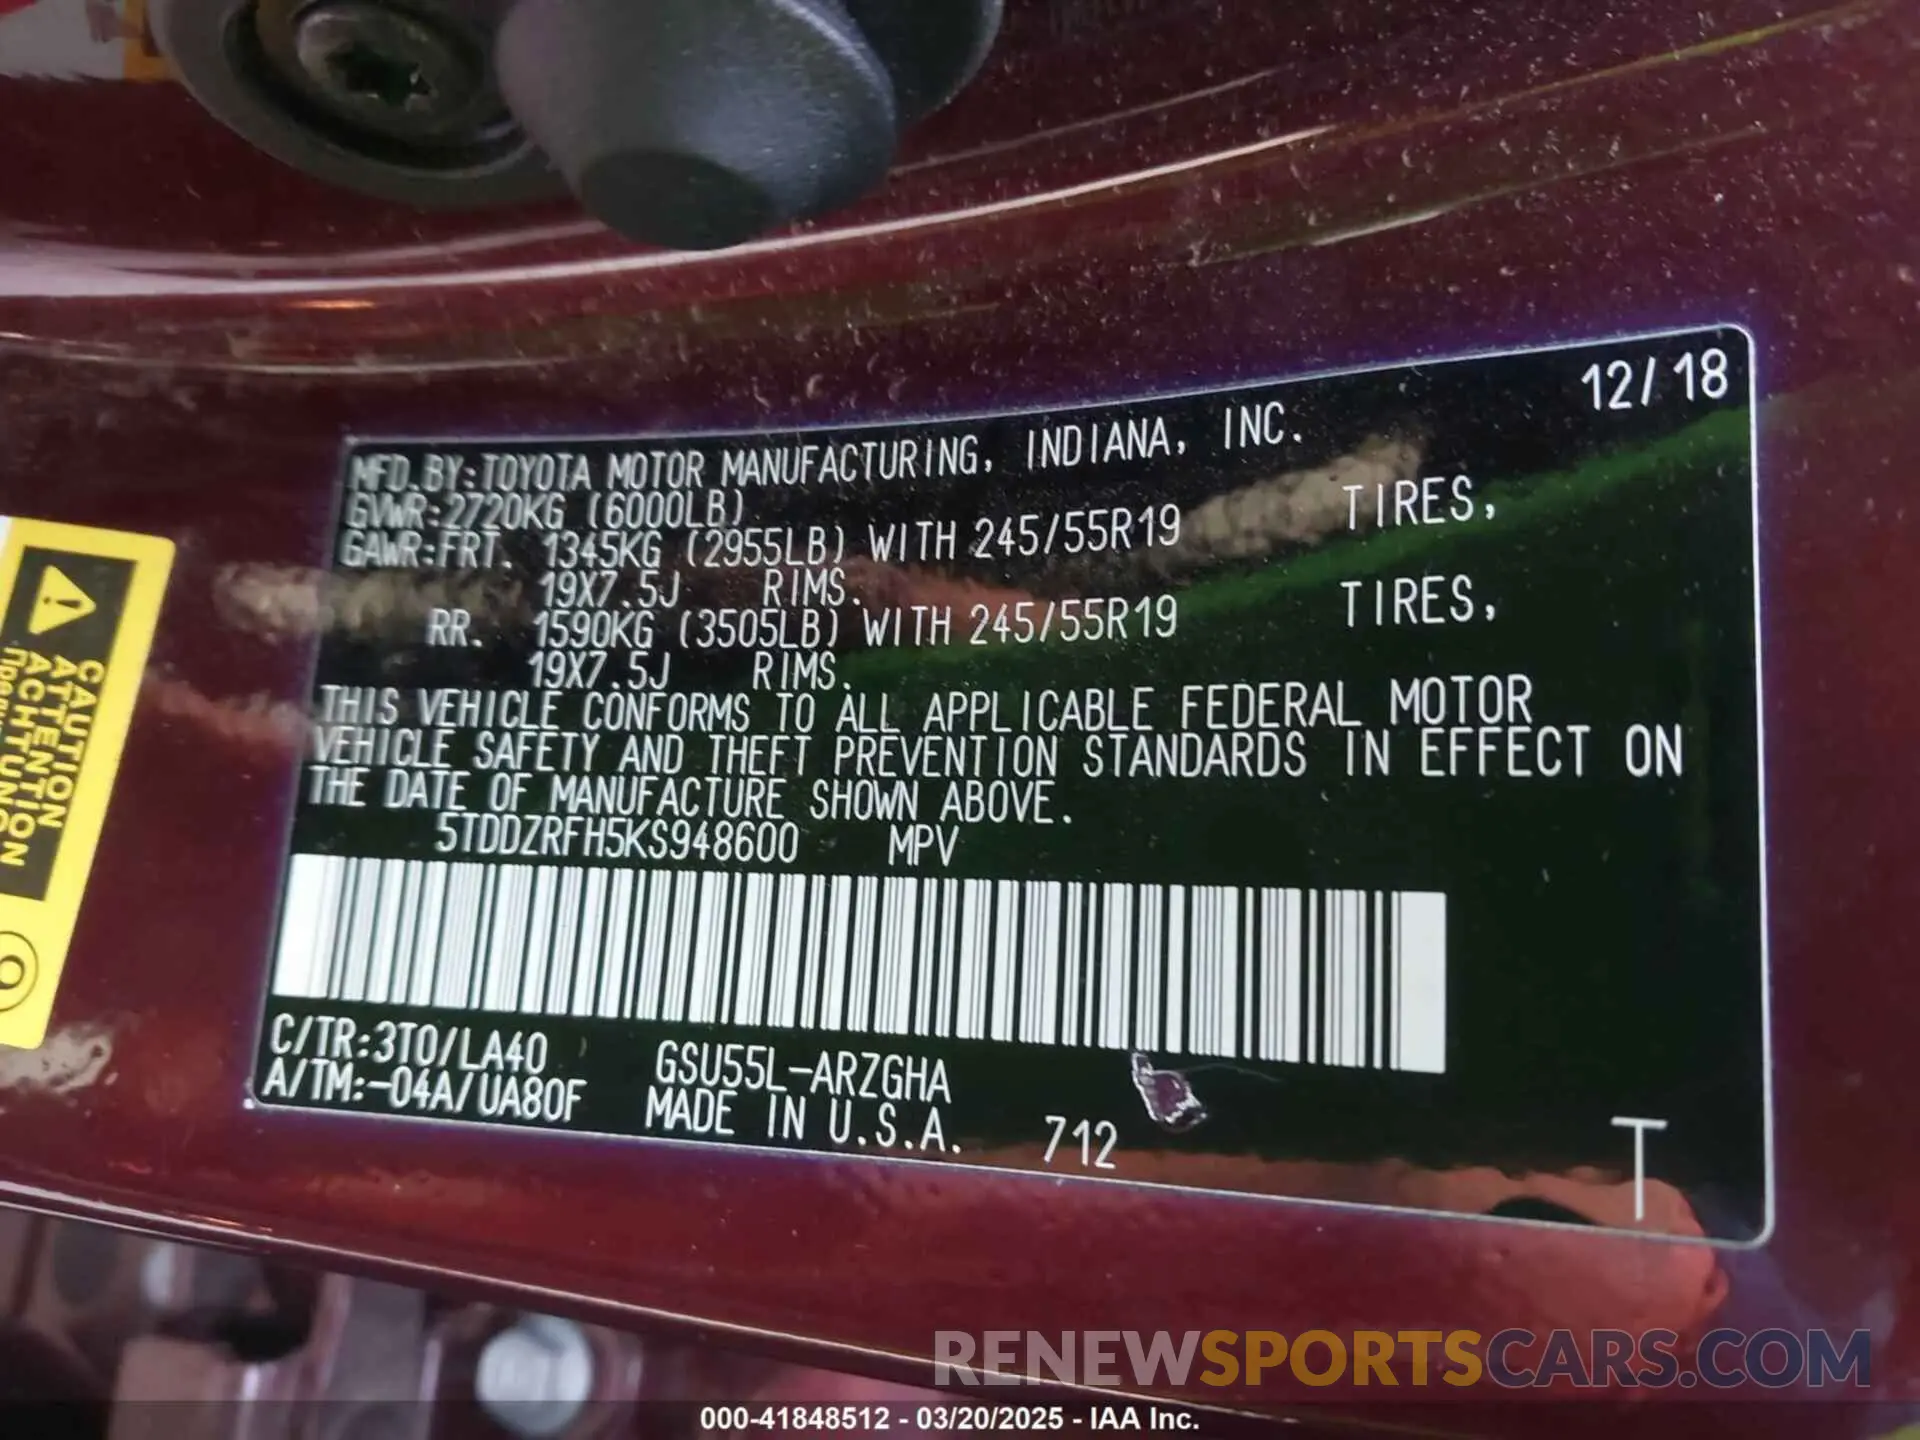 12/18
MFD.BY:TOYOTA MOTOR MANUFACTURING, INDIANA, INC.
GVWR:2720KG (6000LB)
GAWR:FRT. 1345KG (2955LB) WITH 245/55R19 TIRES,
19X7.5J RIMS.
RR. 1590KG (3505LB) WITH 245/55R19 TIRES,
19X7.5J RIMS.
THIS VEHICLE CONFORMS TO ALL APPLICABLE FEDERAL MOTOR
VEHICLE SAFETY AND THEFT PREVENTION STANDARDS IN EFFECT ON
THE DATE OF MANUFACTURE SHOWN ABOVE.
5TDDZRFH5KS948600 MPV
C/TR:3T0/LA40 GSU55L-ARZGHA
A/TM:-04A/UA80F MADE IN U.S.A. 712
T
CAUTION
ATTENTION
ACHTUNG
RENEWSPORTSCARS.COM
000-41848512 - 03/20/2025 - IAA Inc.